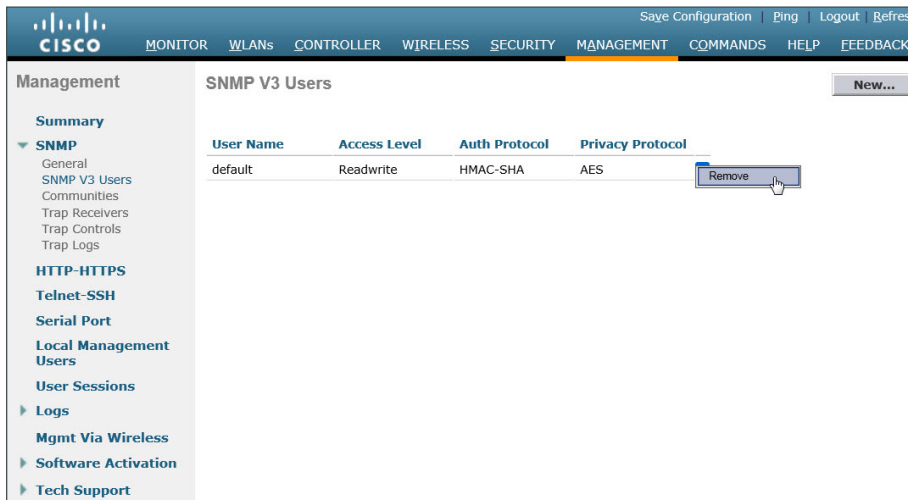 Save Configuration | Ping | Logout | Refres
CISCO
MONITOR WLANs CONTROLLER WIRELESS SECURITY MANAGEMENT COMMANDS HELP FEEDBACK
Management
SNMP V3 Users
New...
Summary
SNMP
General
SNMP V3 Users
Communities
Trap Receivers
Trap Controls
Trap Logs
HTTP-HTTPS
Telnet-SSH
Serial Port
Local Management
Users
User Sessions
Logs
Mgmt Via Wireless
Software Activation
Tech Support
User Name Access Level Auth Protocol Privacy Protocol
default Readwrite HMAC-SHA AES
Remove